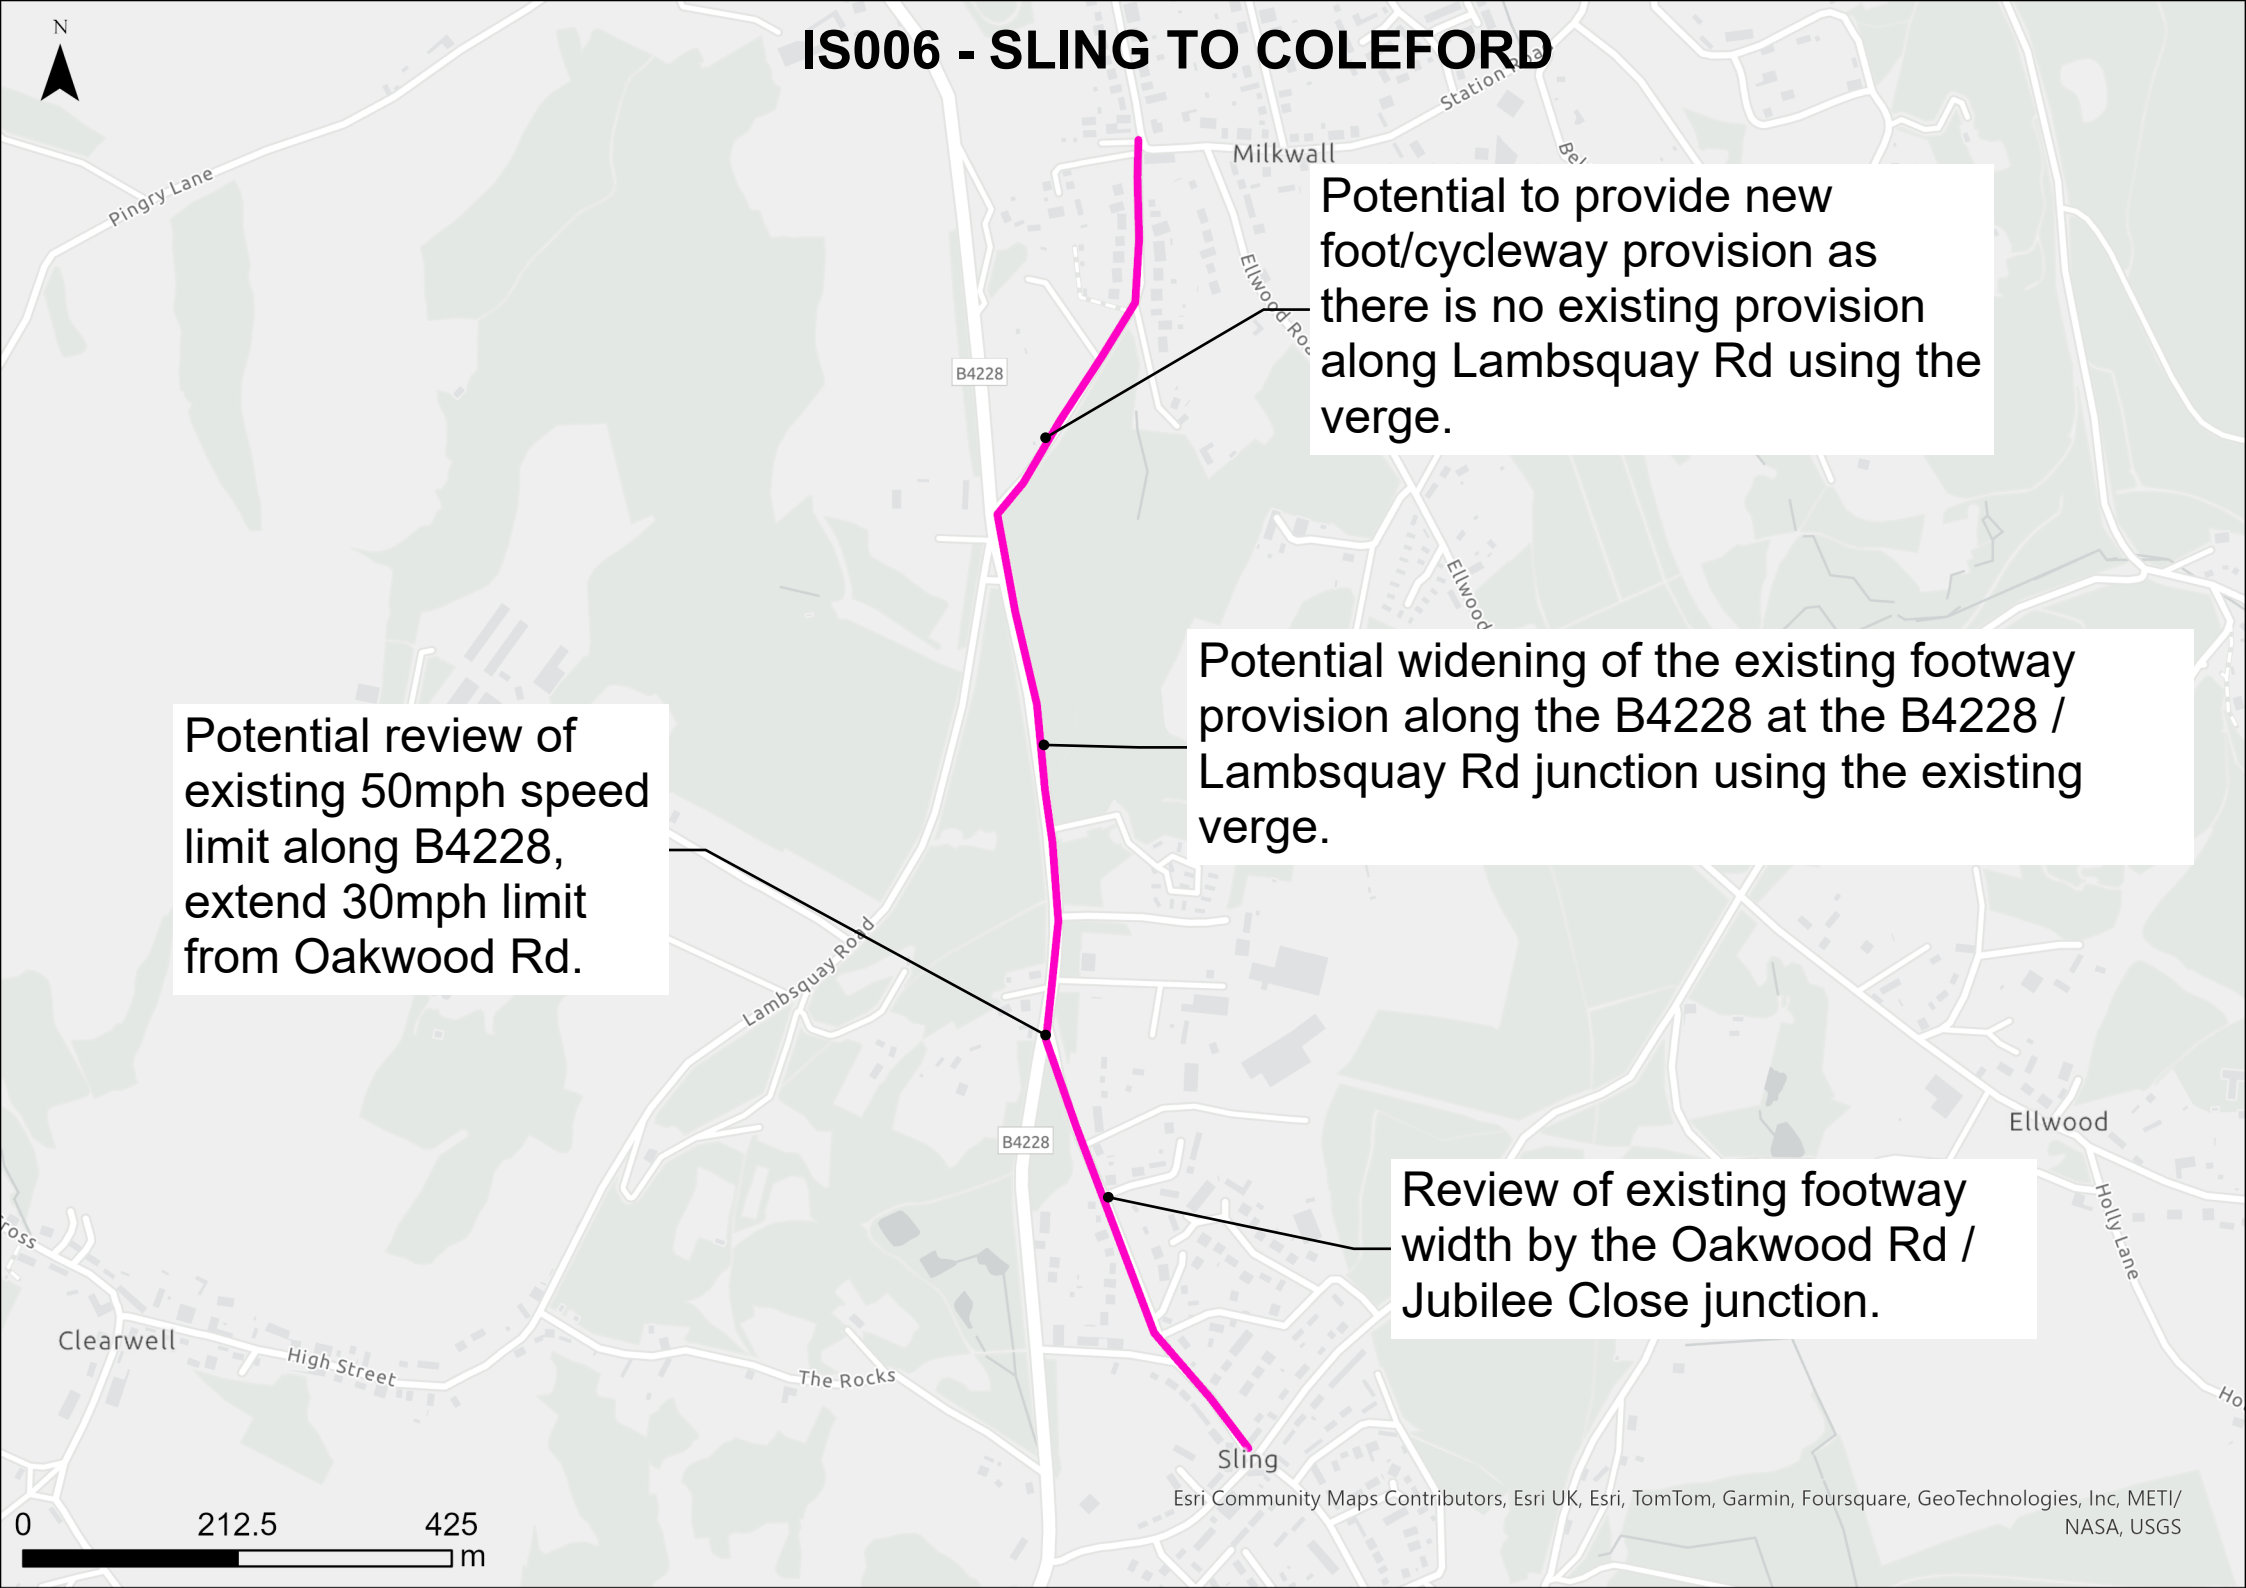 N
IS006 - SLING TO COLEFORD
Station Road
Milkwall
Pingry Lane
Potential to provide new
foot/cycleway provision as
there is no existing provision
along Lambsquay Rd using the
verge.
B4228
Ellwood
Potential widening of the existing footway
provision along the B4228 at the B4228 /
Lambsquay Rd junction using the existing
verge.
Potential review of
existing 50mph speed
limit along B4228,
extend 30mph limit
from Oakwood Rd.
Lambsquay Road
B4228
Ellwood
Review of existing footway
width by the Oakwood Rd /
Jubilee Close junction.
Holly Lane
Clearwell
High Street
The Rocks
Sling
Esri Community Maps Contributors, Esri UK, Esri, TomTom, Garmin, Foursquare, GeoTechnologies, Inc, METI/
NASA, USGS
0 212.5 425
m